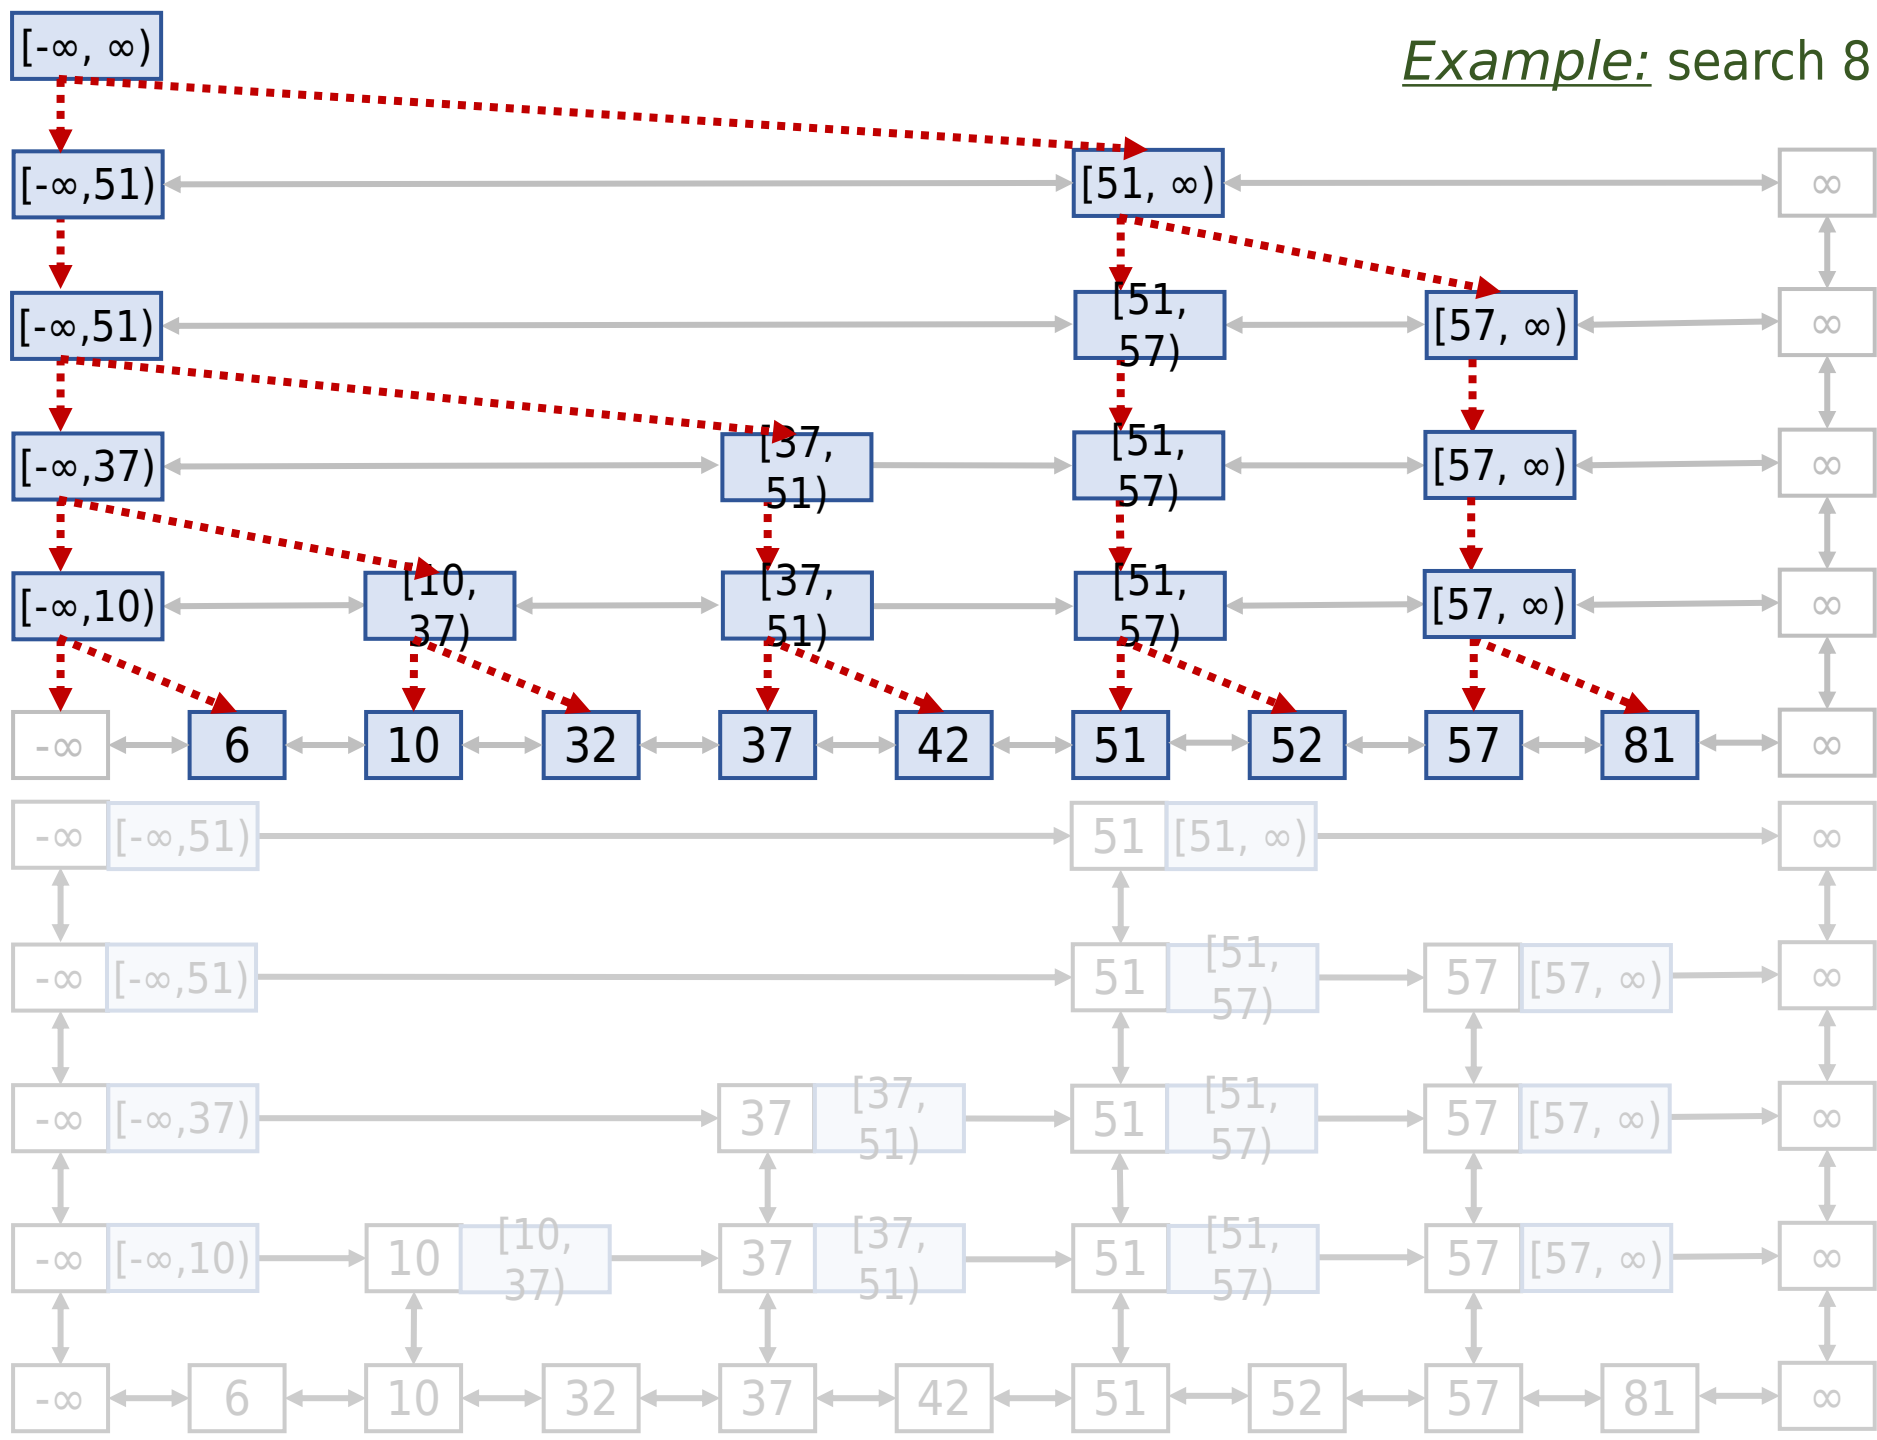 [-∞, ∞)
Example: search 8
[-∞,51) [51, ∞) ∞
[-∞,51) [51, 57) [57, ∞) ∞
[-∞,37) [37, 51) [51, 57) [57, ∞) ∞
[-∞,10) [10, 37) [37, 51) [51, 57) [57, ∞) ∞
-∞ 6 10 32 37 42 51 52 57 81 ∞
-∞ [-∞,51) 51 [51, ∞) ∞
-∞ [-∞,51) 51 [51, 57) 57 [57, ∞) ∞
-∞ [-∞,37) 37 [37, 51) 51 [51, 57) 57 [57, ∞) ∞
-∞ [-∞,10) 10 [10, 37) 37 [37, 51) 51 [51, 57) 57 [57, ∞) ∞
-∞ 6 10 32 37 42 51 52 57 81 ∞